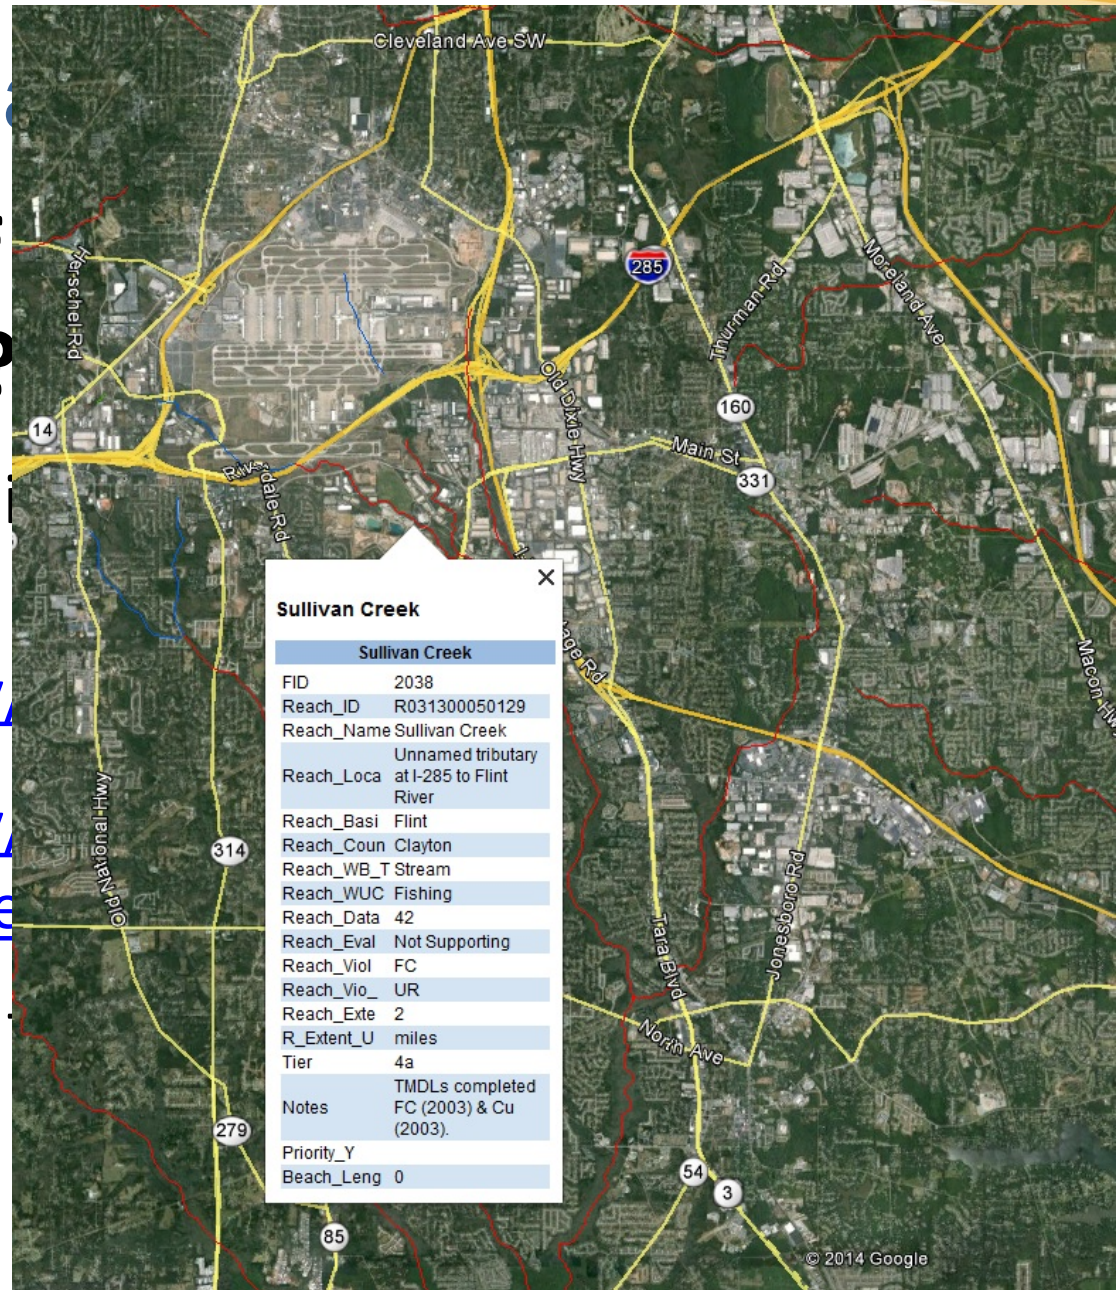 Cleveland Ave SW
285
Herschel Rd
Moreland Ave
Thurman Rd
Old Dixie Hwy
14
160
Main St
331
Riverdale Rd
Sullivan Creek
Sullivan Creek
FID 2038
Reach_ID R031300050129
Reach_Name Sullivan Creek
Reach_Loca Unnamed tributary
at I-285 to Flint
River
Reach_Basi Flint
Reach_Coun Clayton
Reach_WB_T Stream
Reach_WUC Fishing
Reach_Data 42
Reach_Eval Not Supporting
Reach_Viol FC
Reach_Vio_ UR
Reach_Exte 2
R_Extent_U miles
Tier 4a
Notes TMDLs completed
FC (2003) & Cu
(2003).
Priority_Y
Beach_Leng 0
Rd
Macon Hwy
Old National Hwy
314
Jonesboro Rd
Tara Blvd
North Ave
279
54
3
85
© 2014 Google